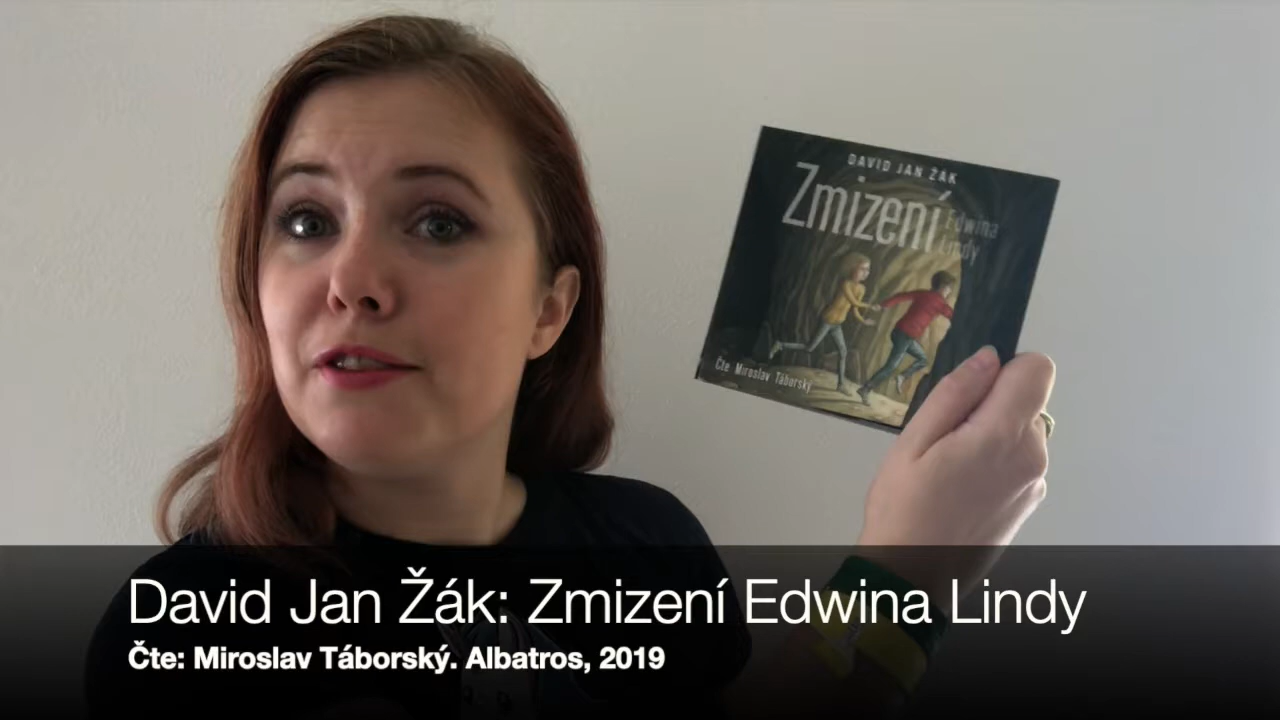 DAVID JAN ŽÁK
Zmizení
Edwina
Lindy
Čte Miroslav Táborský
David Jan Žák: Zmizení Edwina Lindy
Čte: Miroslav Táborský. Albatros, 2019